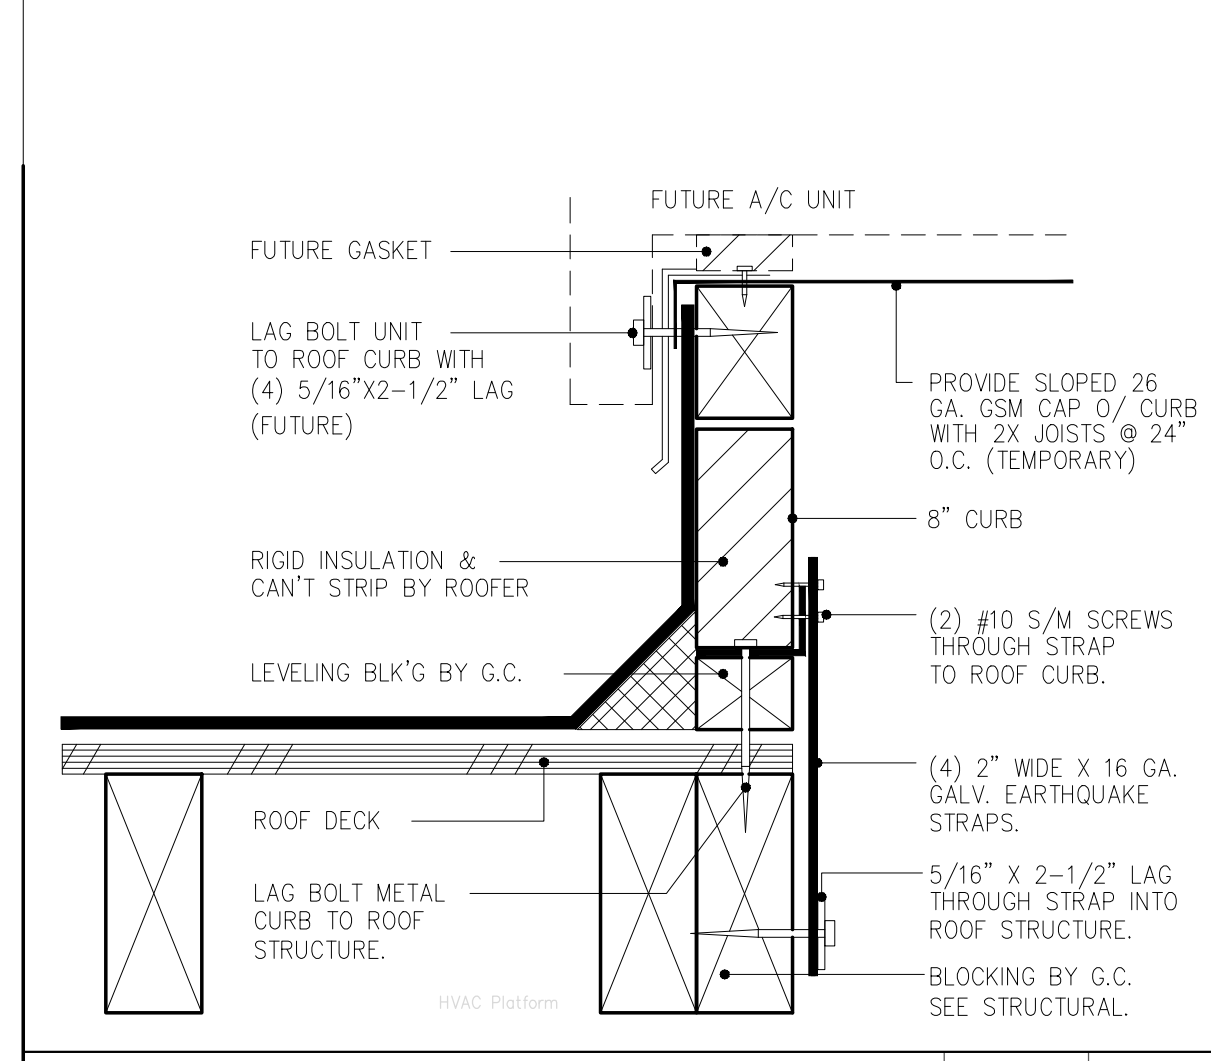 FUTURE A/C UNIT
FUTURE GASKET
LAG BOLT UNIT
TO ROOF CURB WITH
(4) 5/16"X2-1/2" LAG
(FUTURE)
PROVIDE SLOPED 26
GA. GSM CAP O/ CURB
WITH 2X JOISTS @ 24"
O.C. (TEMPORARY)
8" CURB
RIGID INSULATION &
CAN'T STRIP BY ROOFER
(2) #10 S/M SCREWS
THROUGH STRAP
TO ROOF CURB.
LEVELING BLK'G BY G.C.
(4) 2" WIDE X 16 GA.
GALV. EARTHQUAKE
STRAPS.
ROOF DECK
5/16" X 2-1/2" LAG
THROUGH STRAP INTO
ROOF STRUCTURE.
LAG BOLT METAL
CURB TO ROOF
STRUCTURE.
BLOCKING BY G.C.
SEE STRUCTURAL.
HVAC Platform